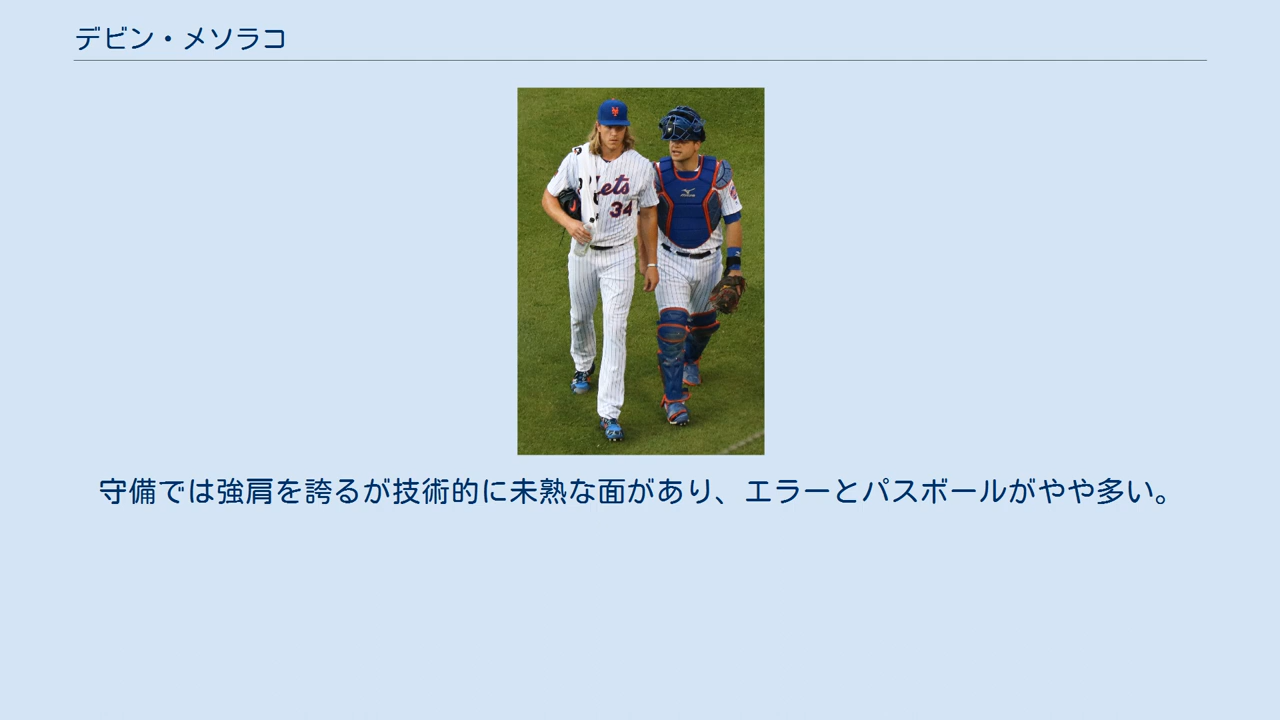 デビン・メソラコ
Mets
34
守備では強肩を誇るが技術的に未熟な面があり、エラーとパスボールがやや多い。